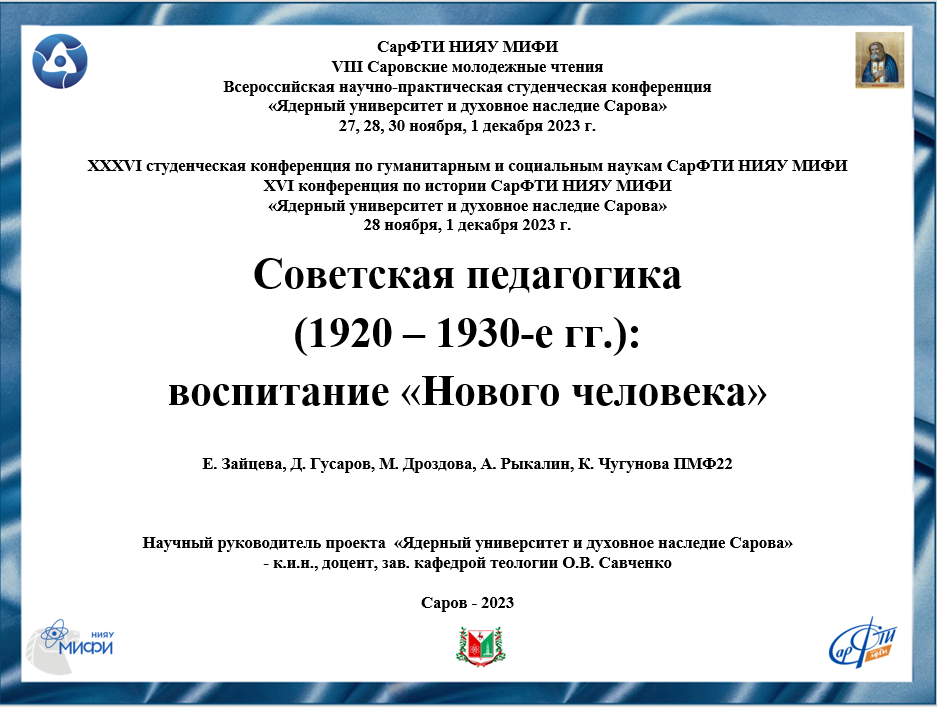 СарФТИ НИЯУ МИФИ
VIII Саровские молодежные чтения
Всероссийская научно-практическая студенческая конференция
«Ядерный университет и духовное наследие Сарова»
27, 28, 30 ноября, 1 декабря 2023 г.
XXXVI студенческая конференция по гуманитарным и социальным наукам СарФТИ НИЯУ МИФИ
XVI конференция по истории СарФТИ НИЯУ МИФИ
«Ядерный университет и духовное наследие Сарова»
28 ноября, 1 декабря 2023 г.
Советская педагогика
(1920 – 1930-е гг.):
воспитание «Нового человека»
Е. Зайцева, Д. Гусаров, М. Дроздова, А. Рыкалин, К. Чугунова ПМФ22
Научный руководитель проекта «Ядерный университет и духовное наследие Сарова»
- к.и.н., доцент, зав. кафедрой теологии О.В. Савченко
Саров - 2023
НИЯУ
МИФИ
СарФТИ